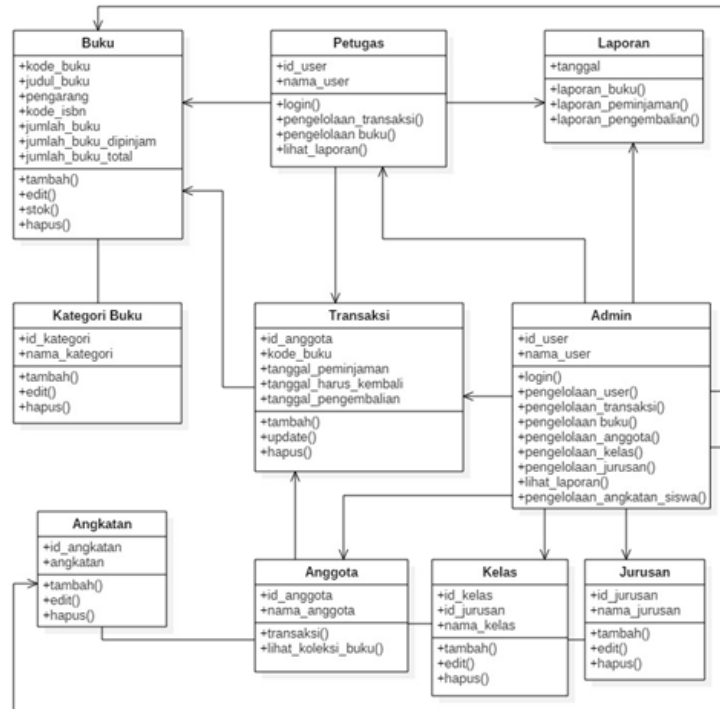 Buku
+kode_buku
+judul_buku
+pengarang
+kode_isbn
+jumlah_buku
+jumlah_buku_dipinjam
+jumlah_buku_total
+tambah()
+edit()
+stok()
+hapus()
Petugas
+id_user
+nama_user
+login()
+pengelolaan_transaksi()
+pengelolaan buku()
+lihat_laporan()
Laporan
+tanggal
+laporan_buku()
+laporan_peminjaman()
+laporan_pengembalian()
Kategori Buku
+id_kategori
+nama_kategori
+tambah()
+edit()
+hapus()
Transaksi
+id_anggota
+kode_buku
+tanggal_peminjaman
+tanggal_harus_kembali
+tanggal_pengembalian
+tambah()
+update()
+hapus()
Admin
+id_user
+nama_user
+login()
+pengelolaan_user()
+pengelolaan_transaksi()
+pengelolaan buku()
+pengelolaan_anggota()
+pengelolaan_kelas()
+pengelolaan_jurusan()
+lihat_laporan()
+pengelolaan_angkatan_siswa()
Angkatan
+id_angkatan
+angkatan
+tambah()
+edit()
+hapus()
Anggota
+id_anggota
+nama_anggota
+transaksi()
+lihat_koleksi_buku()
Kelas
+id_kelas
+id_jurusan
+nama_kelas
+tambah()
+edit()
+hapus()
Jurusan
+id_jurusan
+nama_jurusan
+tambah()
+edit()
+hapus()